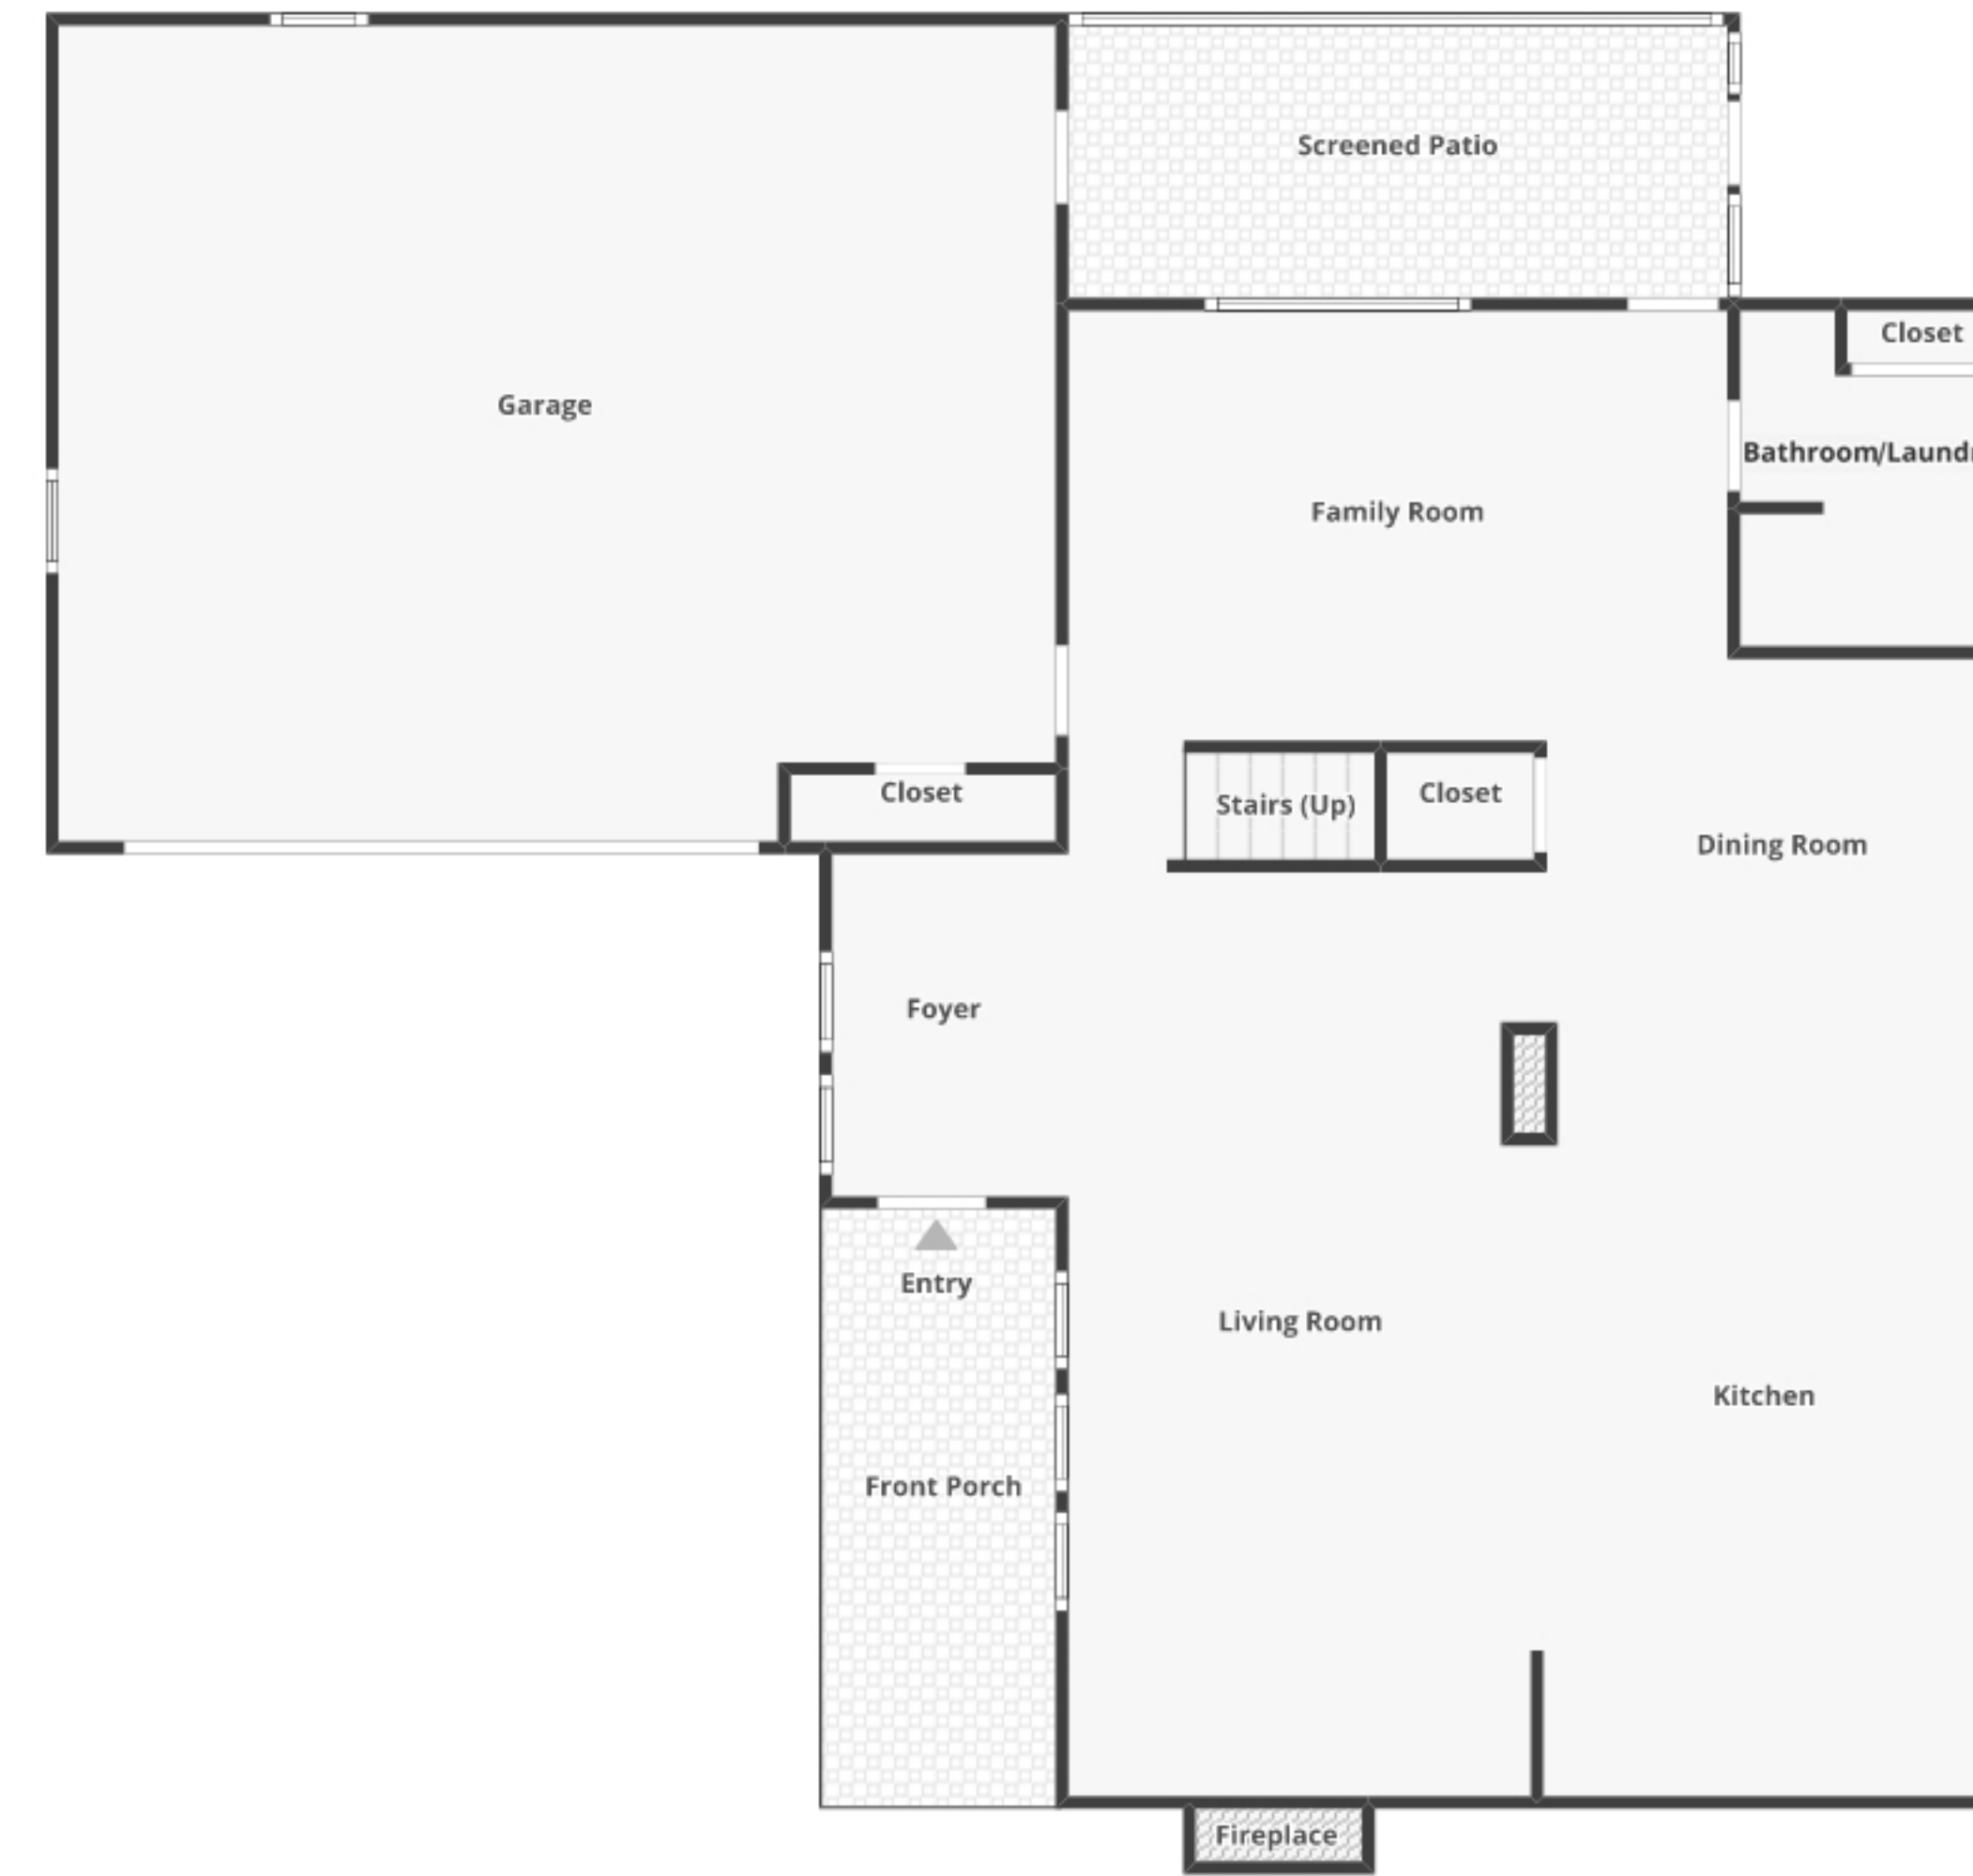 Screened Patio
Closet
Garage
Bathroom/Laund
Family Room
Closet
Stairs (Up)
Closet
Dining Room
Foyer
Entry
Living Room
Kitchen
Front Porch
Fireplace